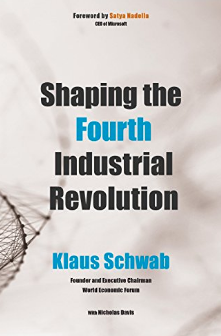 Foreword by Satya Nadella
CEO of Microsoft
Shaping the
Fourth
Industrial
Revolution
Klaus Schwab
Founder and Executive Chairman
World Economic Forum
with Nicholas Davis